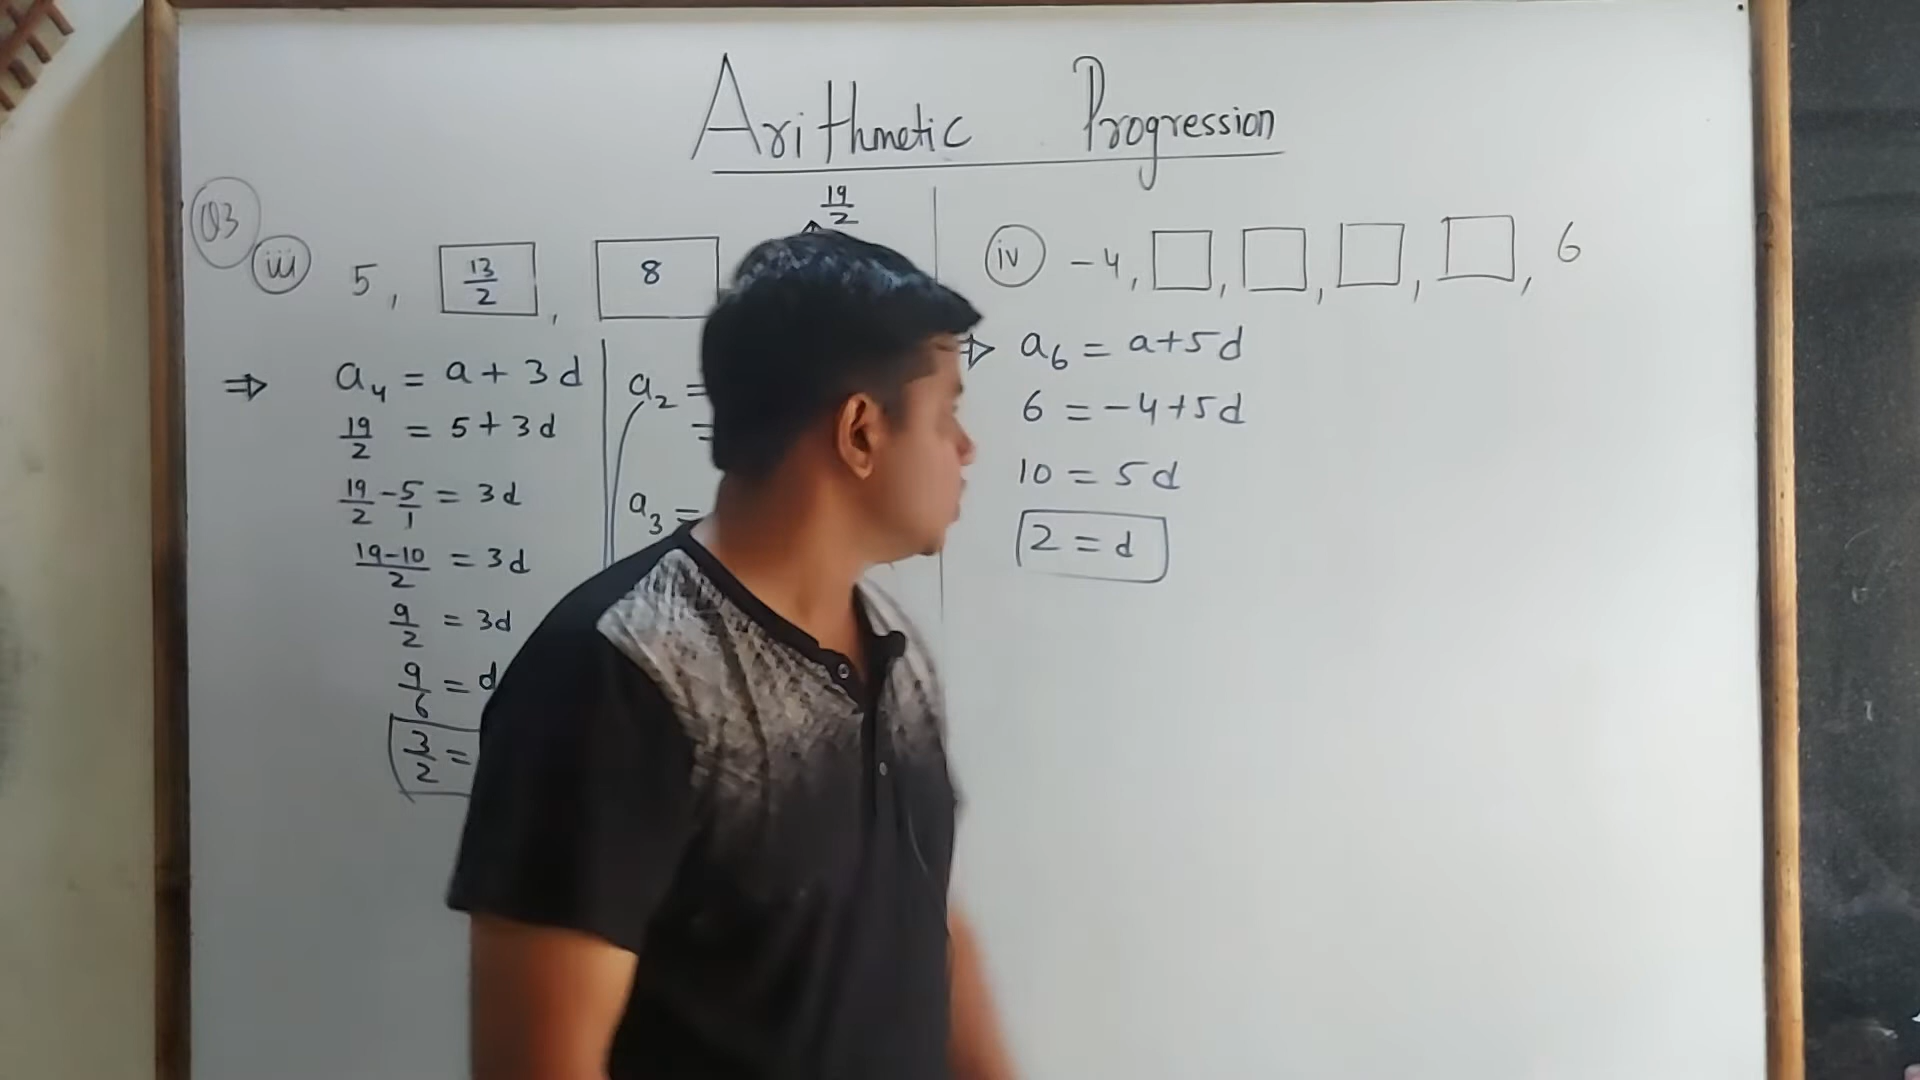 Arithmetic Progression
Q3
iii 5, 13/2, 8 19/2
⇒ a₄ = a + 3d
19/2 = 5 + 3d
19/2 - 5/1 = 3d
19-10/2 = 3d
9/2 = 3d
9/6 = d
3/2 =
a₂ =
=
a₃ =
iv -4, □, □, □, □, 6
⇒ a₆ = a+5d
6 = -4+5d
10 = 5d
2 = d